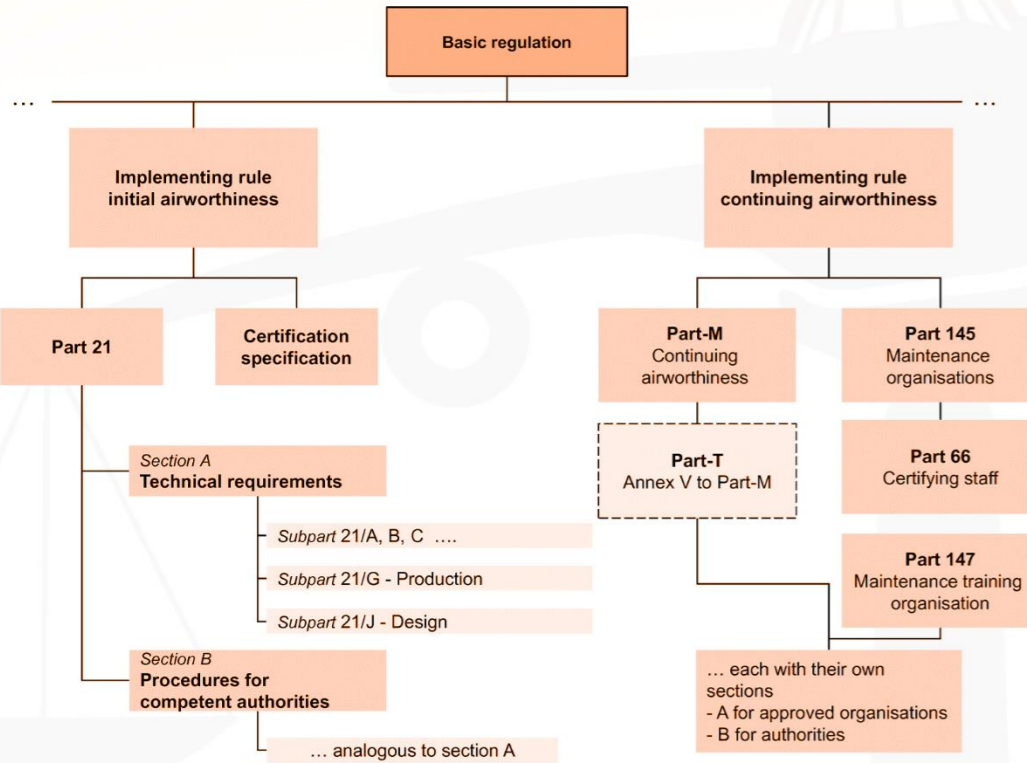 Basic regulation
...
...
Implementing rule
initial airworthiness
Implementing rule
continuing airworthiness
Part 21
Certification
specification
Part-M
Continuing
airworthiness
Part 145
Maintenance
organisations
Section A
Technical requirements
Subpart 21/A, B, C ....
Subpart 21/G - Production
Subpart 21/J - Design
Section B
Procedures for
competent authorities
... analogous to section A
Part-T
Annex V to Part-M
Part 66
Certifying staff
Part 147
Maintenance training
organisation
... each with their own
sections
- A for approved organisations
- B for authorities